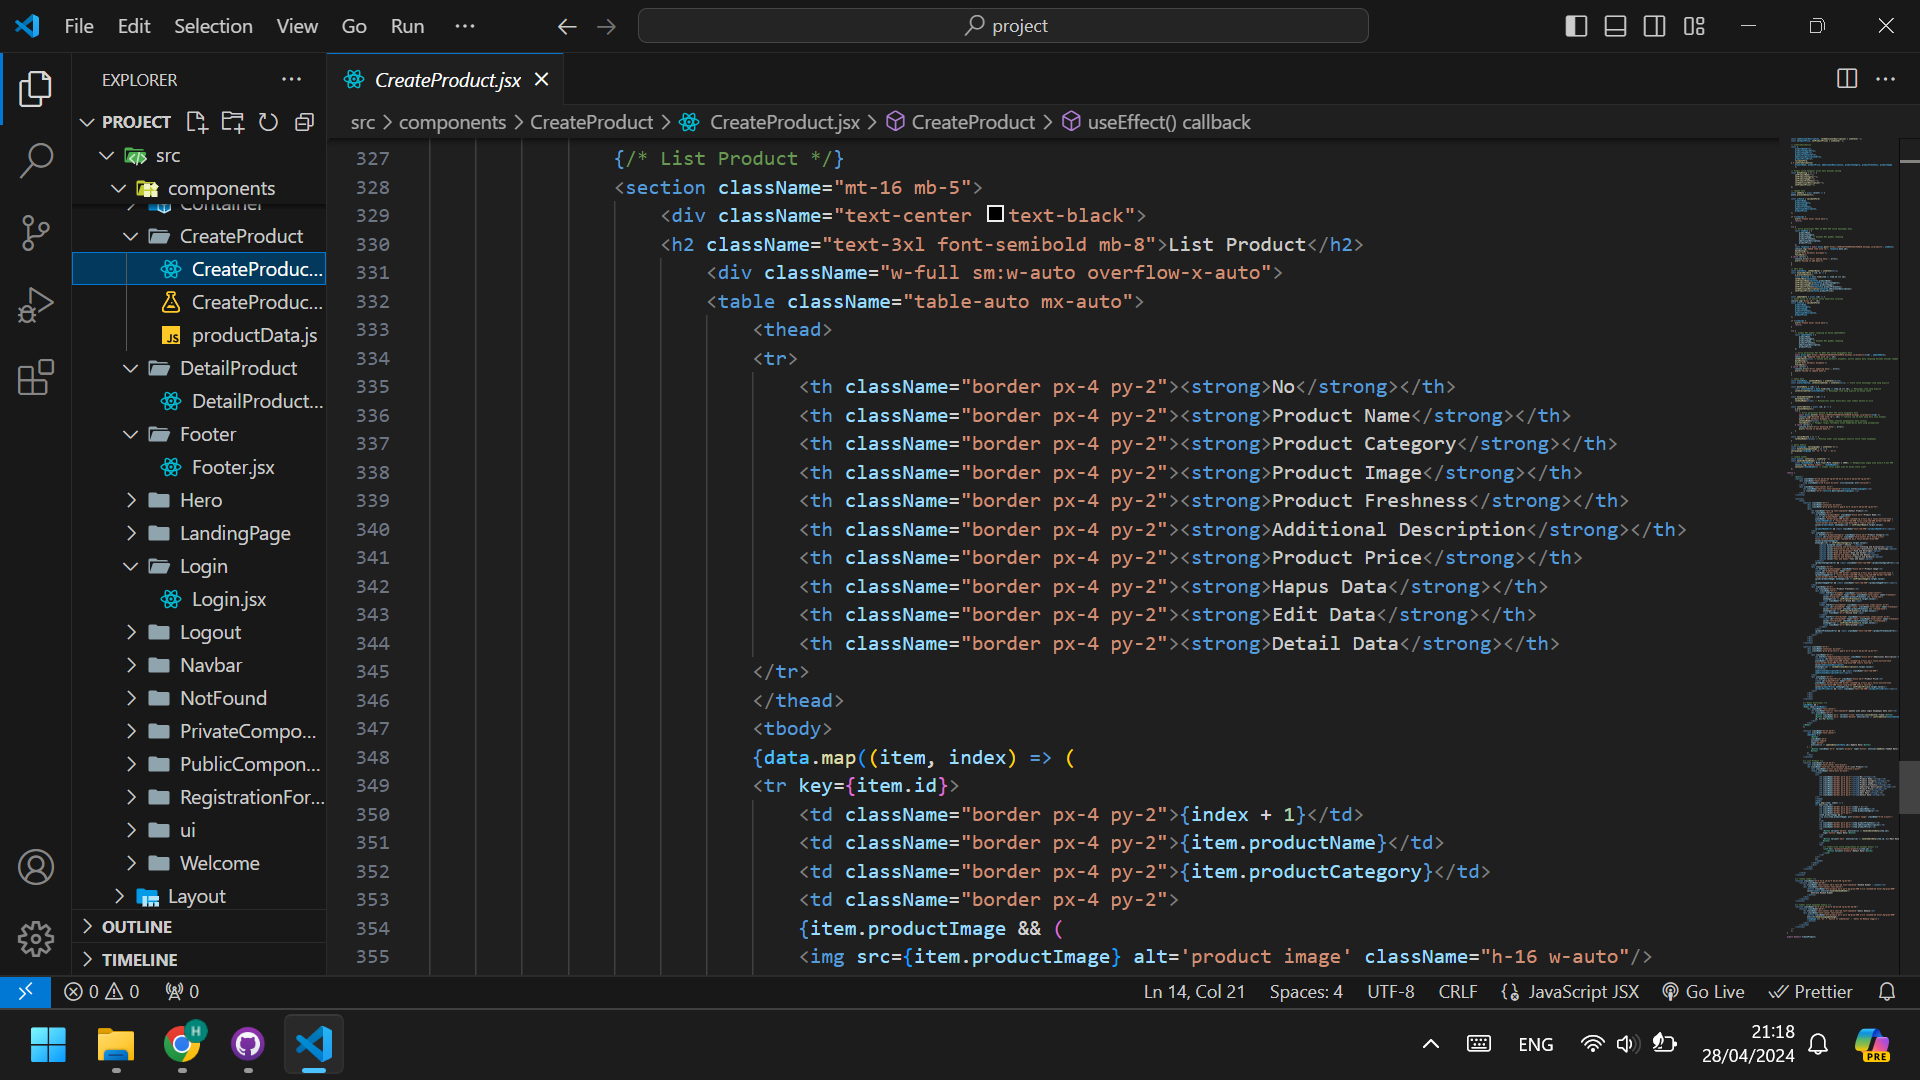 File Edit Selection View Go Run ...
project
EXPLORER
CreateProduct.jsx
PROJECT
src > components > CreateProduct > CreateProduct.jsx > CreateProduct > useEffect() callback
src
components
Container
CreateProduct
CreateProduc...
CreateProduc...
JS productData.js
DetailProduct
DetailProduct...
Footer
Footer.jsx
Hero
LandingPage
Login
Login.jsx
Logout
Navbar
NotFound
PrivateCompo...
PublicCompon...
RegistrationFor...
ui
Welcome
Layout
OUTLINE
TIMELINE
327 {/* List Product */}
328 <section className="mt-16 mb-5">
329 <div className="text-center text-black">
330 <h2 className="text-3xl font-semibold mb-8">List Product</h2>
331 <div className="w-full sm:w-auto overflow-x-auto">
332 <table className="table-auto mx-auto">
333 <thead>
334 <tr>
335 <th className="border px-4 py-2"><strong>No</strong></th>
336 <th className="border px-4 py-2"><strong>Product Name</strong></th>
337 <th className="border px-4 py-2"><strong>Product Category</strong></th>
338 <th className="border px-4 py-2"><strong>Product Image</strong></th>
339 <th className="border px-4 py-2"><strong>Product Freshness</strong></th>
340 <th className="border px-4 py-2"><strong>Additional Description</strong></th>
341 <th className="border px-4 py-2"><strong>Product Price</strong></th>
342 <th className="border px-4 py-2"><strong>Hapus Data</strong></th>
343 <th className="border px-4 py-2"><strong>Edit Data</strong></th>
344 <th className="border px-4 py-2"><strong>Detail Data</strong></th>
345 </tr>
346 </thead>
347 <tbody>
348 {data.map((item, index) => (
349 <tr key={item.id}>
350 <td className="border px-4 py-2">{index + 1}</td>
351 <td className="border px-4 py-2">{item.productName}</td>
352 <td className="border px-4 py-2">{item.productCategory}</td>
353 <td className="border px-4 py-2">
354 {item.productImage && (
355 <img src={item.productImage} alt='product image' className="h-16 w-auto"/>
0 0 0 Ln 14, Col 21 Spaces: 4 UTF-8 CRLF JavaScript JSX Go Live Prettier
H ENG 21:18
28/04/2024
PRE